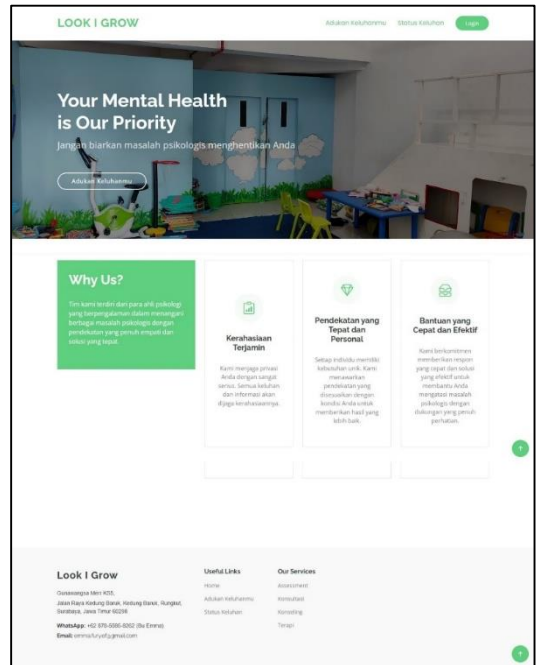 LOOK I GROW
Adukan Keluhanmu
Status Keluhan
Login
Your Mental Health
is Our Priority
Jangan biarkan masalah psikologis menghentikan Anda
Adukan Keluhanmu
Why Us?
Tim kami terdiri dari para ahli psikologi
yang berpengalaman dalam menangani
berbagai masalah psikologis dengan
pendekatan yang penuh empati dan
solusi yang tepat.
Kerahasiaan
Terjamin
Kami menjaga privasi
Anda dengan sangat
serius. Semua keluhan
dan informasi akan
dijaga kerahasiaannya.
Pendekatan yang
Tepat dan
Personal
Setiap individu memiliki
kebutuhan unik. Kami
menawarkan
pendekatan yang
disesuaikan dengan
kondisi Anda untuk
memberikan hasil yang
lebih baik.
Bantuan yang
Cepat dan Efektif
Kami berkomitmen
memberikan respon
yang cepat dan solusi
yang efektif untuk
membantu Anda
mengatasi masalah
psikologis dengan
dukungan yang penuh
perhatian.
Look I Grow
Gunawangsa Merr
Jalan Raya Kedung Baruk, Kedung Baruk, Rungkut,
Surabaya, Jawa Timur 60298
WhatsApp: (Bu Emma)
Email:
Useful Links
Home
Adukan Keluhanmu
Status Keluhan
Our Services
Assessment
Konsultasi
Konseling
Terapi